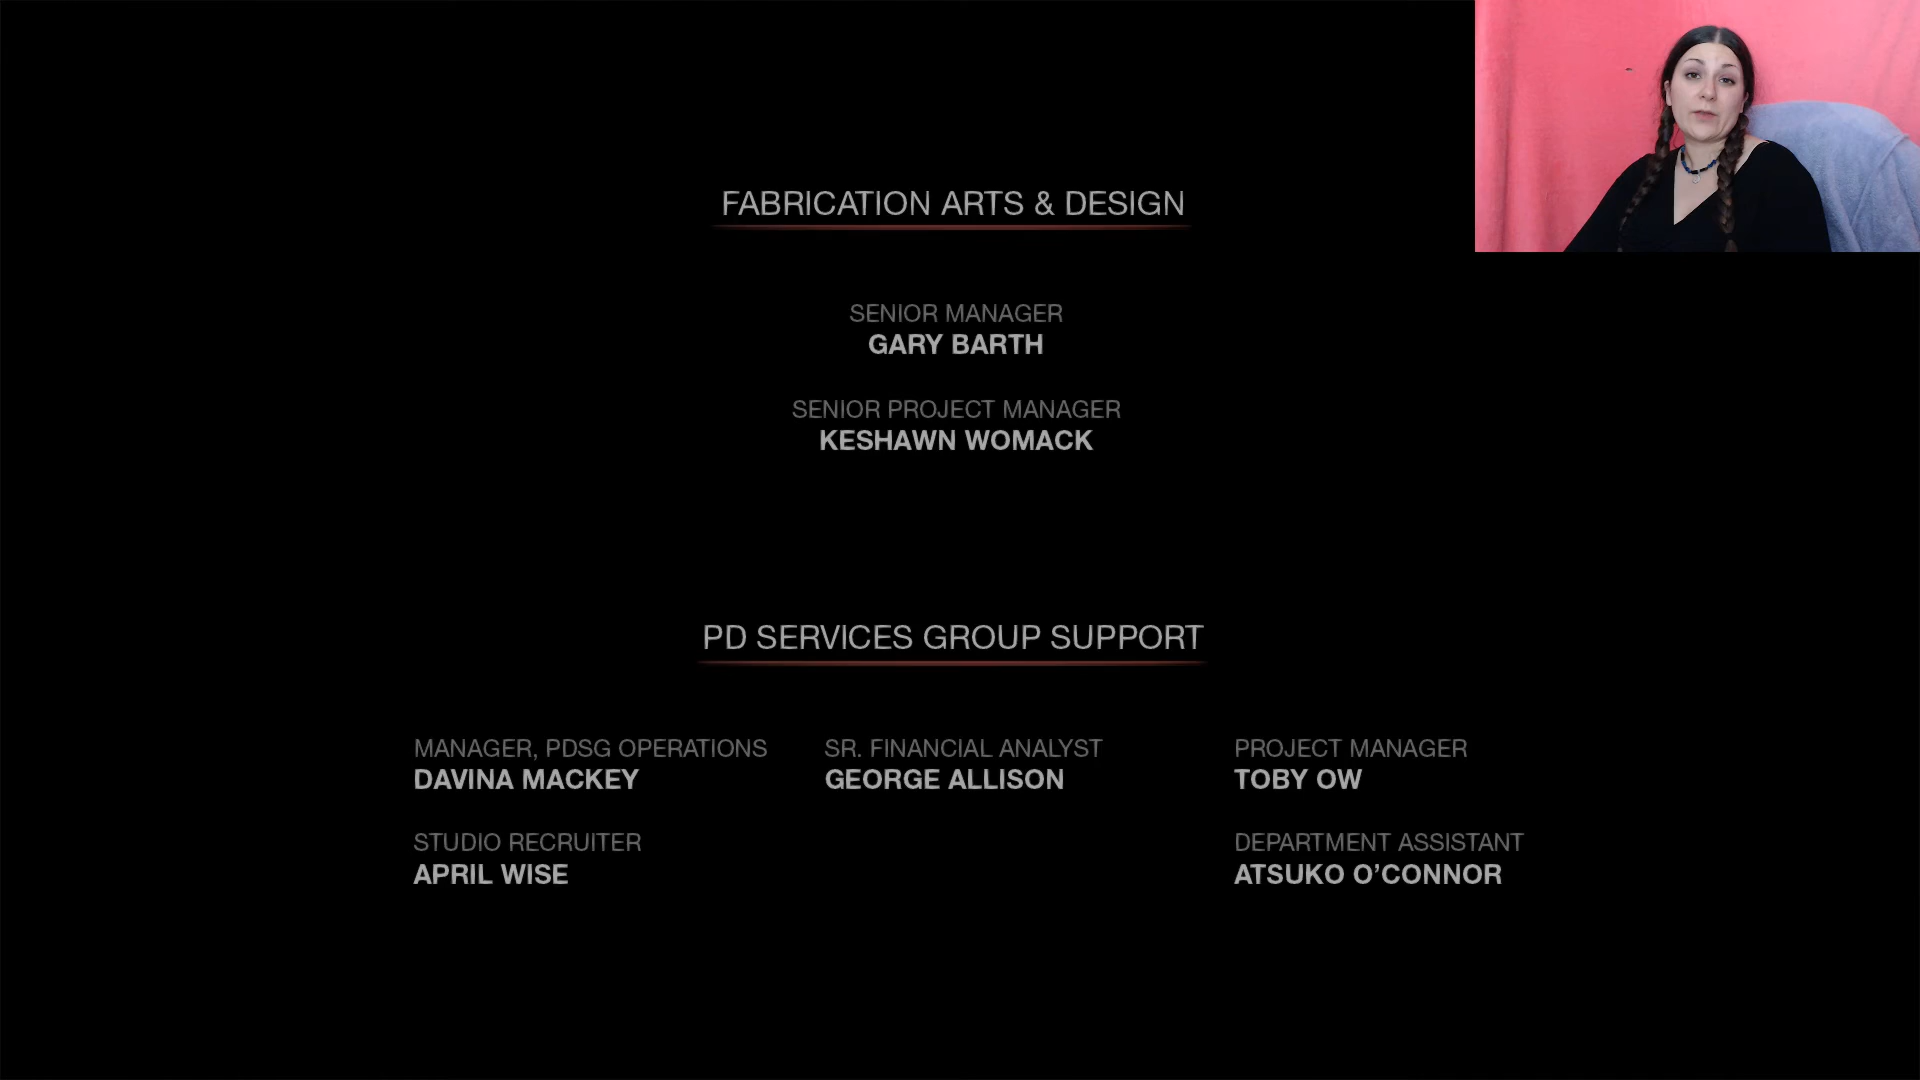 FABRICATION ARTS & DESIGN
SENIOR MANAGER
GARY BARTH
SENIOR PROJECT MANAGER
KESHAWN WOMACK
PD SERVICES GROUP SUPPORT
MANAGER, PDSG OPERATIONS
DAVINA MACKEY
SR. FINANCIAL ANALYST
GEORGE ALLISON
PROJECT MANAGER
TOBY OW
STUDIO RECRUITER
APRIL WISE
DEPARTMENT ASSISTANT
ATSUKO O’CONNOR